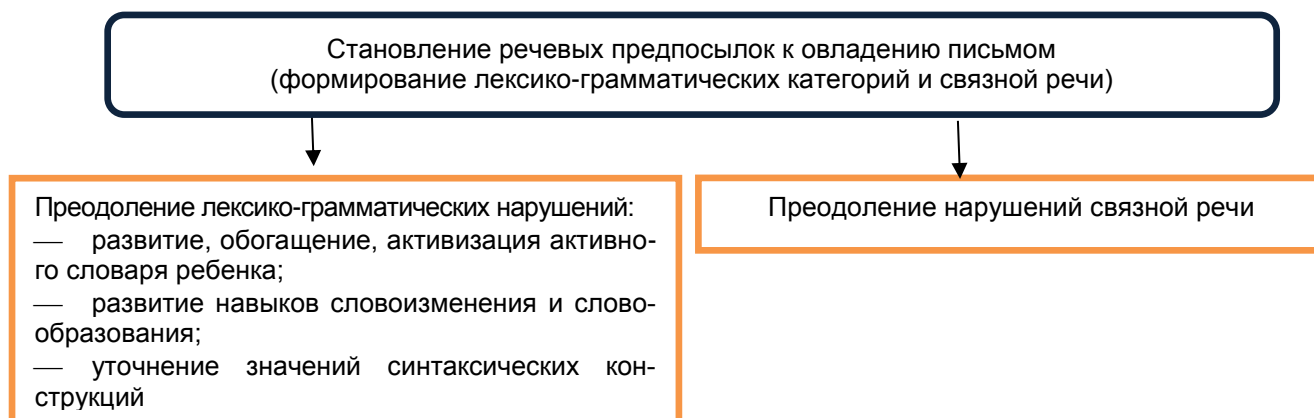 Становление речевых предпосылок к овладению письмом
(формирование лексико-грамматических категорий и связной речи)
Преодоление лексико-грамматических нарушений:
— развитие, обогащение, активизация активно-
го словаря ребенка;
— развитие навыков словоизменения и слово-
образования;
— уточнение значений синтаксических кон-
струкций
Преодоление нарушений связной речи